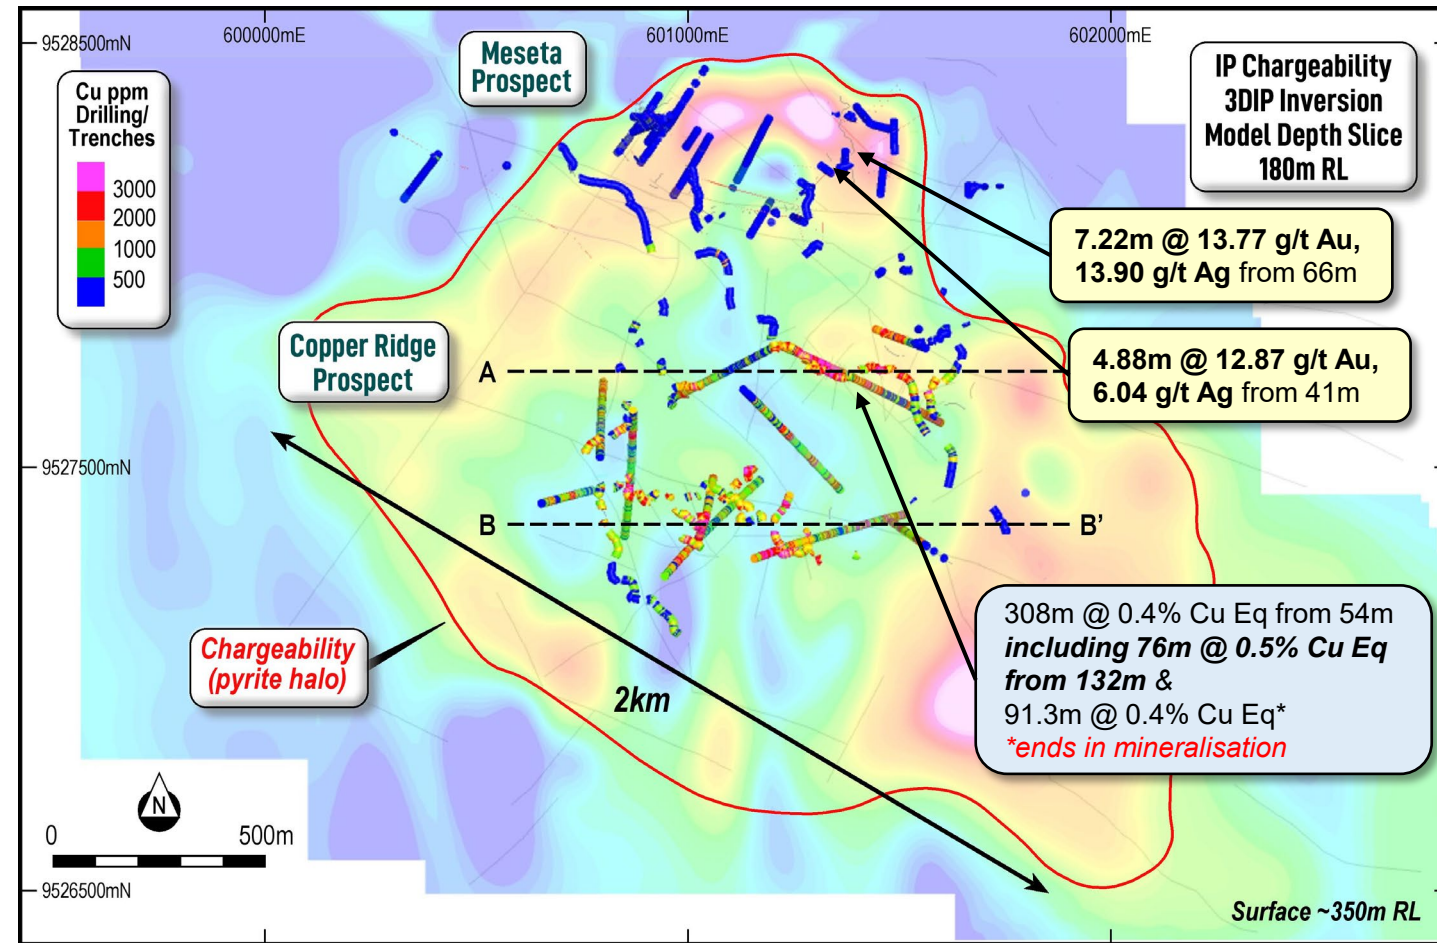 600000mE
601000mE
602000mE
9528500mN
Meseta
Prospect
IP Chargeability
3DIP Inversion
Model Depth Slice
180m RL
Cu ppm
Drilling/
Trenches
3000
2000
1000
500
7.22m @ 13.77 g/t Au,
13.90 g/t Ag from 66m
Copper Ridge
Prospect
A
4.88m @ 12.87 g/t Au,
6.04 g/t Ag from 41m
9527500mN
B
B’
308m @ 0.4% Cu Eq from 54m
including 76m @ 0.5% Cu Eq
from 132m &
91.3m @ 0.4% Cu Eq*
*ends in mineralisation
Chargeability
(pyrite halo)
2km
N
0
500m
9526500mN
Surface ~350m RL